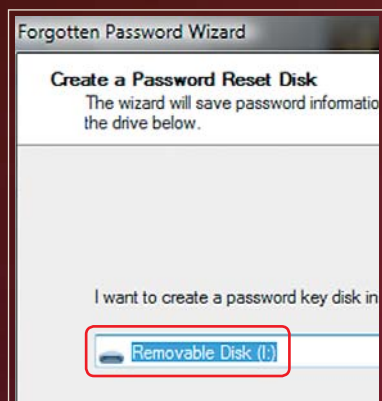 Forgotten Password Wizard
Create a Password Reset Disk
The wizard will save password informatio
the drive below.
I want to create a password key disk in
Removable Disk (I:)